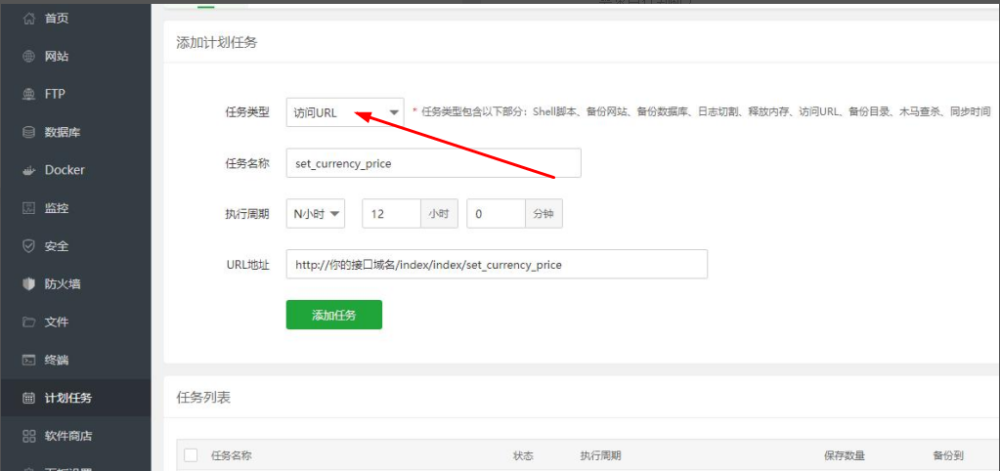 首页
网站
FTP
数据库
Docker
监控
安全
防火墙
文件
终端
计划任务
软件商店
添加计划任务
任务类型 访问URL * 任务类型包含以下部分：Shell脚本、备份网站、备份数据库、日志切割、释放内存、访问URL、备份目录、木马查杀、同步时间
任务名称 set_currency_price
执行周期 N小时 12 小时 0 分钟
URL地址 http://你的接口域名/index/index/set_currency_price
添加任务
任务列表
任务名称 状态 执行周期 保存数量 备份到